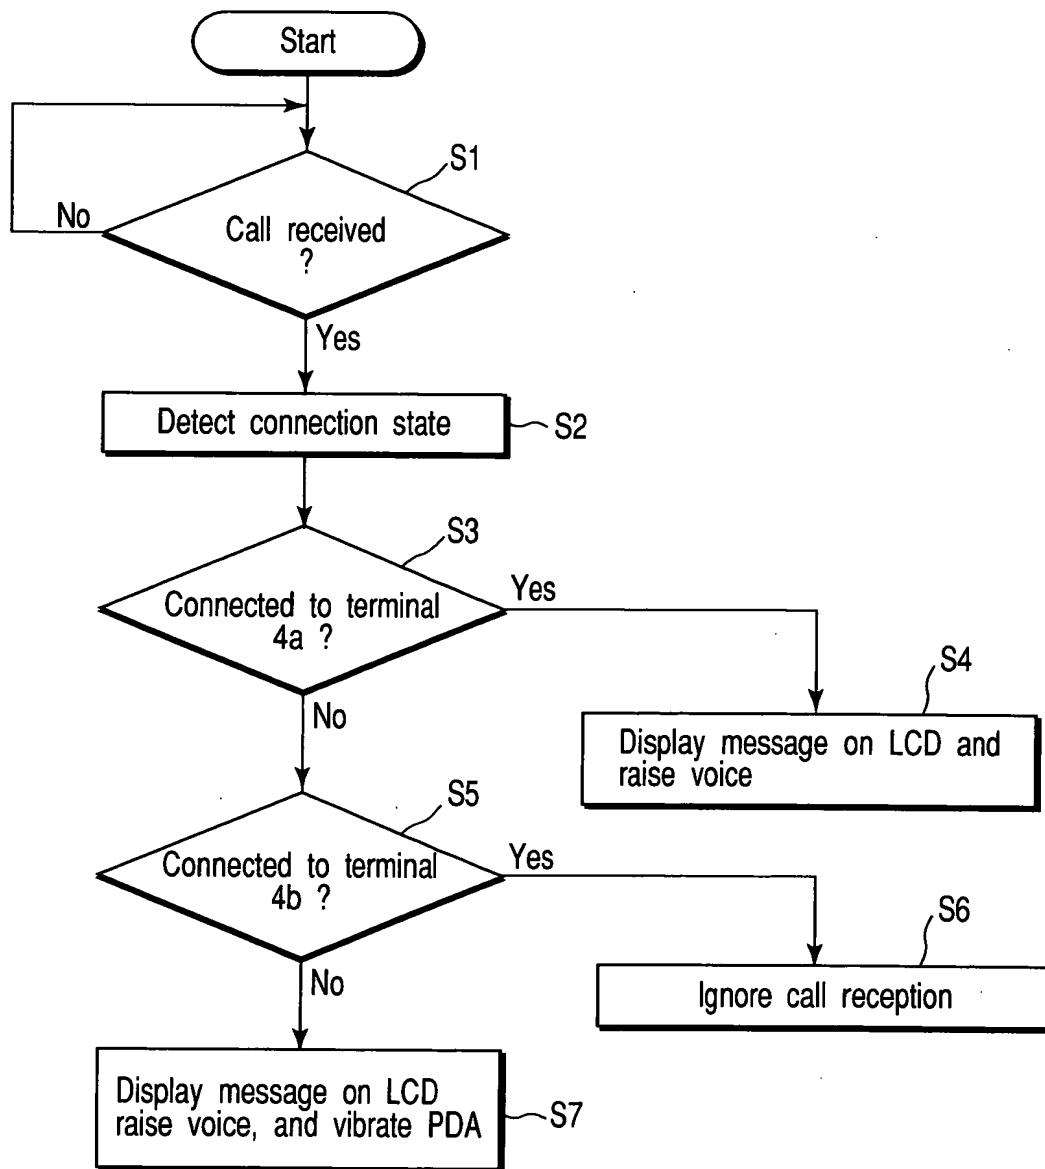 Start
S1
No
Call received
?
Yes
Detect connection state
S2
S3
Connected to terminal
4a ?
Yes
No
S4
Display message on LCD and
raise voice
S5
Connected to terminal
4b ?
Yes
No
S6
Ignore call reception
Display message on LCD
raise voice, and vibrate PDA
S7